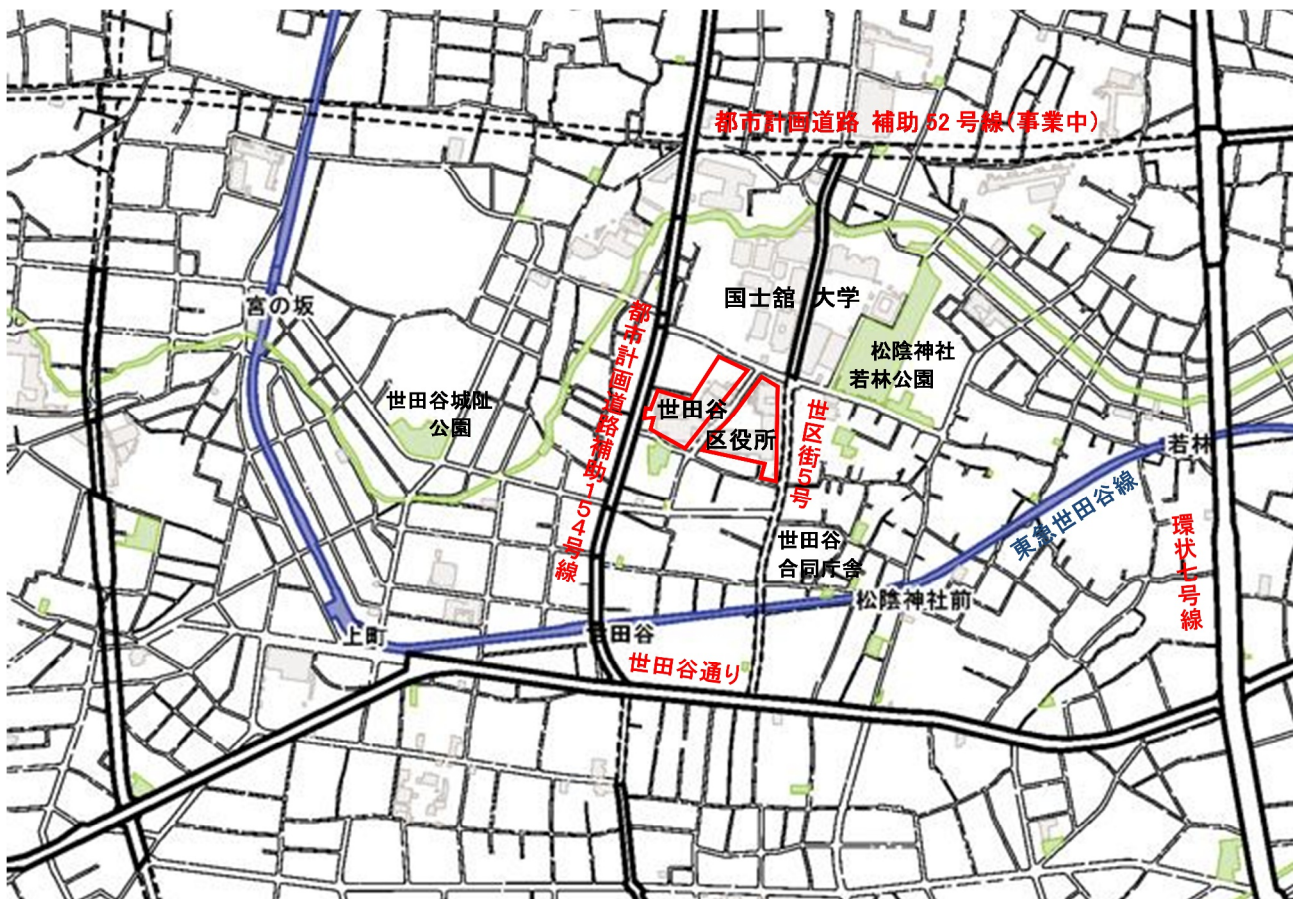 都市計画道路 補助52号線(事業中)
国士舘 大学
宮の坂
都市計画道路補助154号線
松陰神社
若林公園
世田谷城址
公園
世田谷
区役所
世区街5号
若林
東急世田谷線
環状七号線
世田谷
合同庁舎
松陰神社前
上町
世田谷
世田谷通り